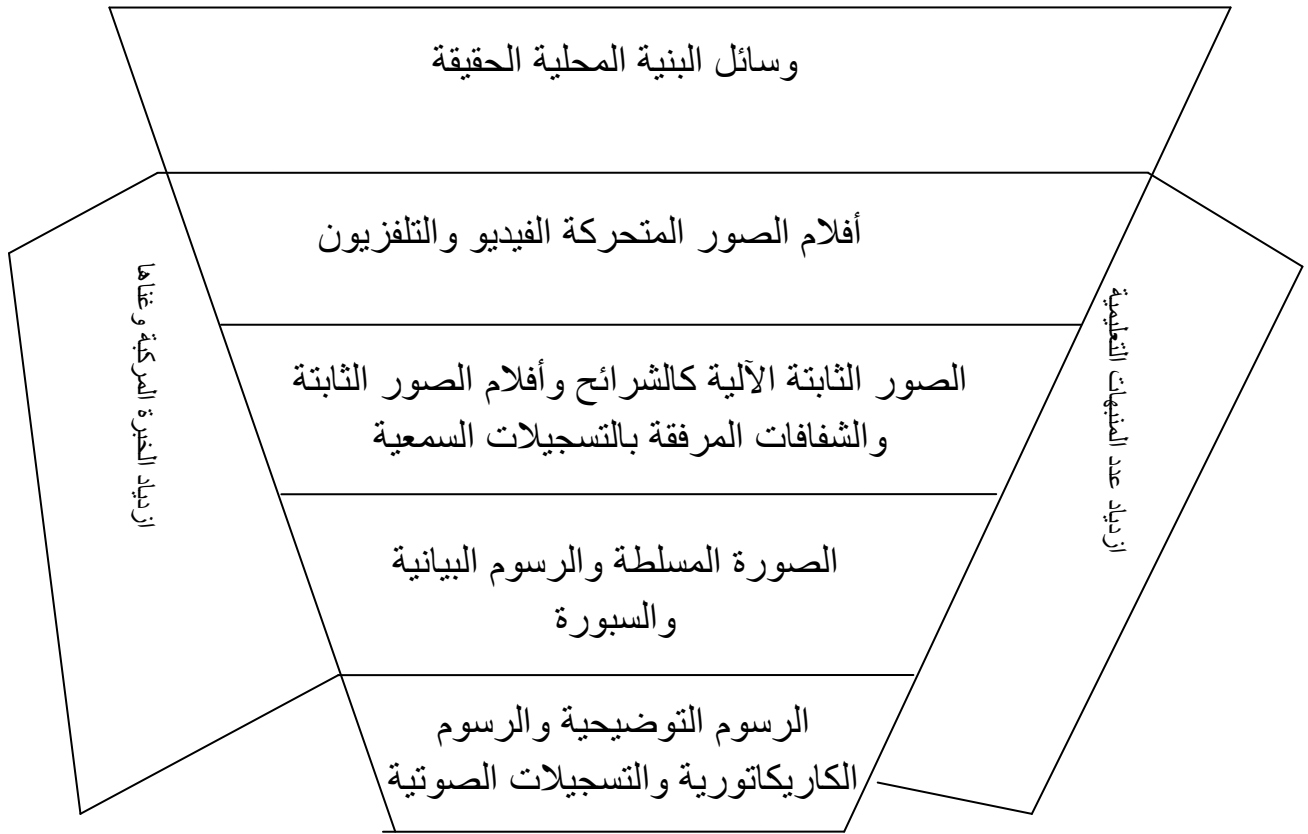 وسائل البنية المحلية الحقيقة
أفلام الصور المتحركة الفيديو والتلفزيون
الصور الثابتة الآلية كالشرائح وأفلام الصور الثابتة
والشفافات المرفقة بالتسجيلات السمعية
الصورة المسلطة والرسوم البيانية
والسبورة
الرسوم التوضيحية والرسوم
الكاريكاتورية والتسجيلات الصوتية
ازدياد عدد المنبهات التعليمية
ازدياد الخبرة المركبة وغناها